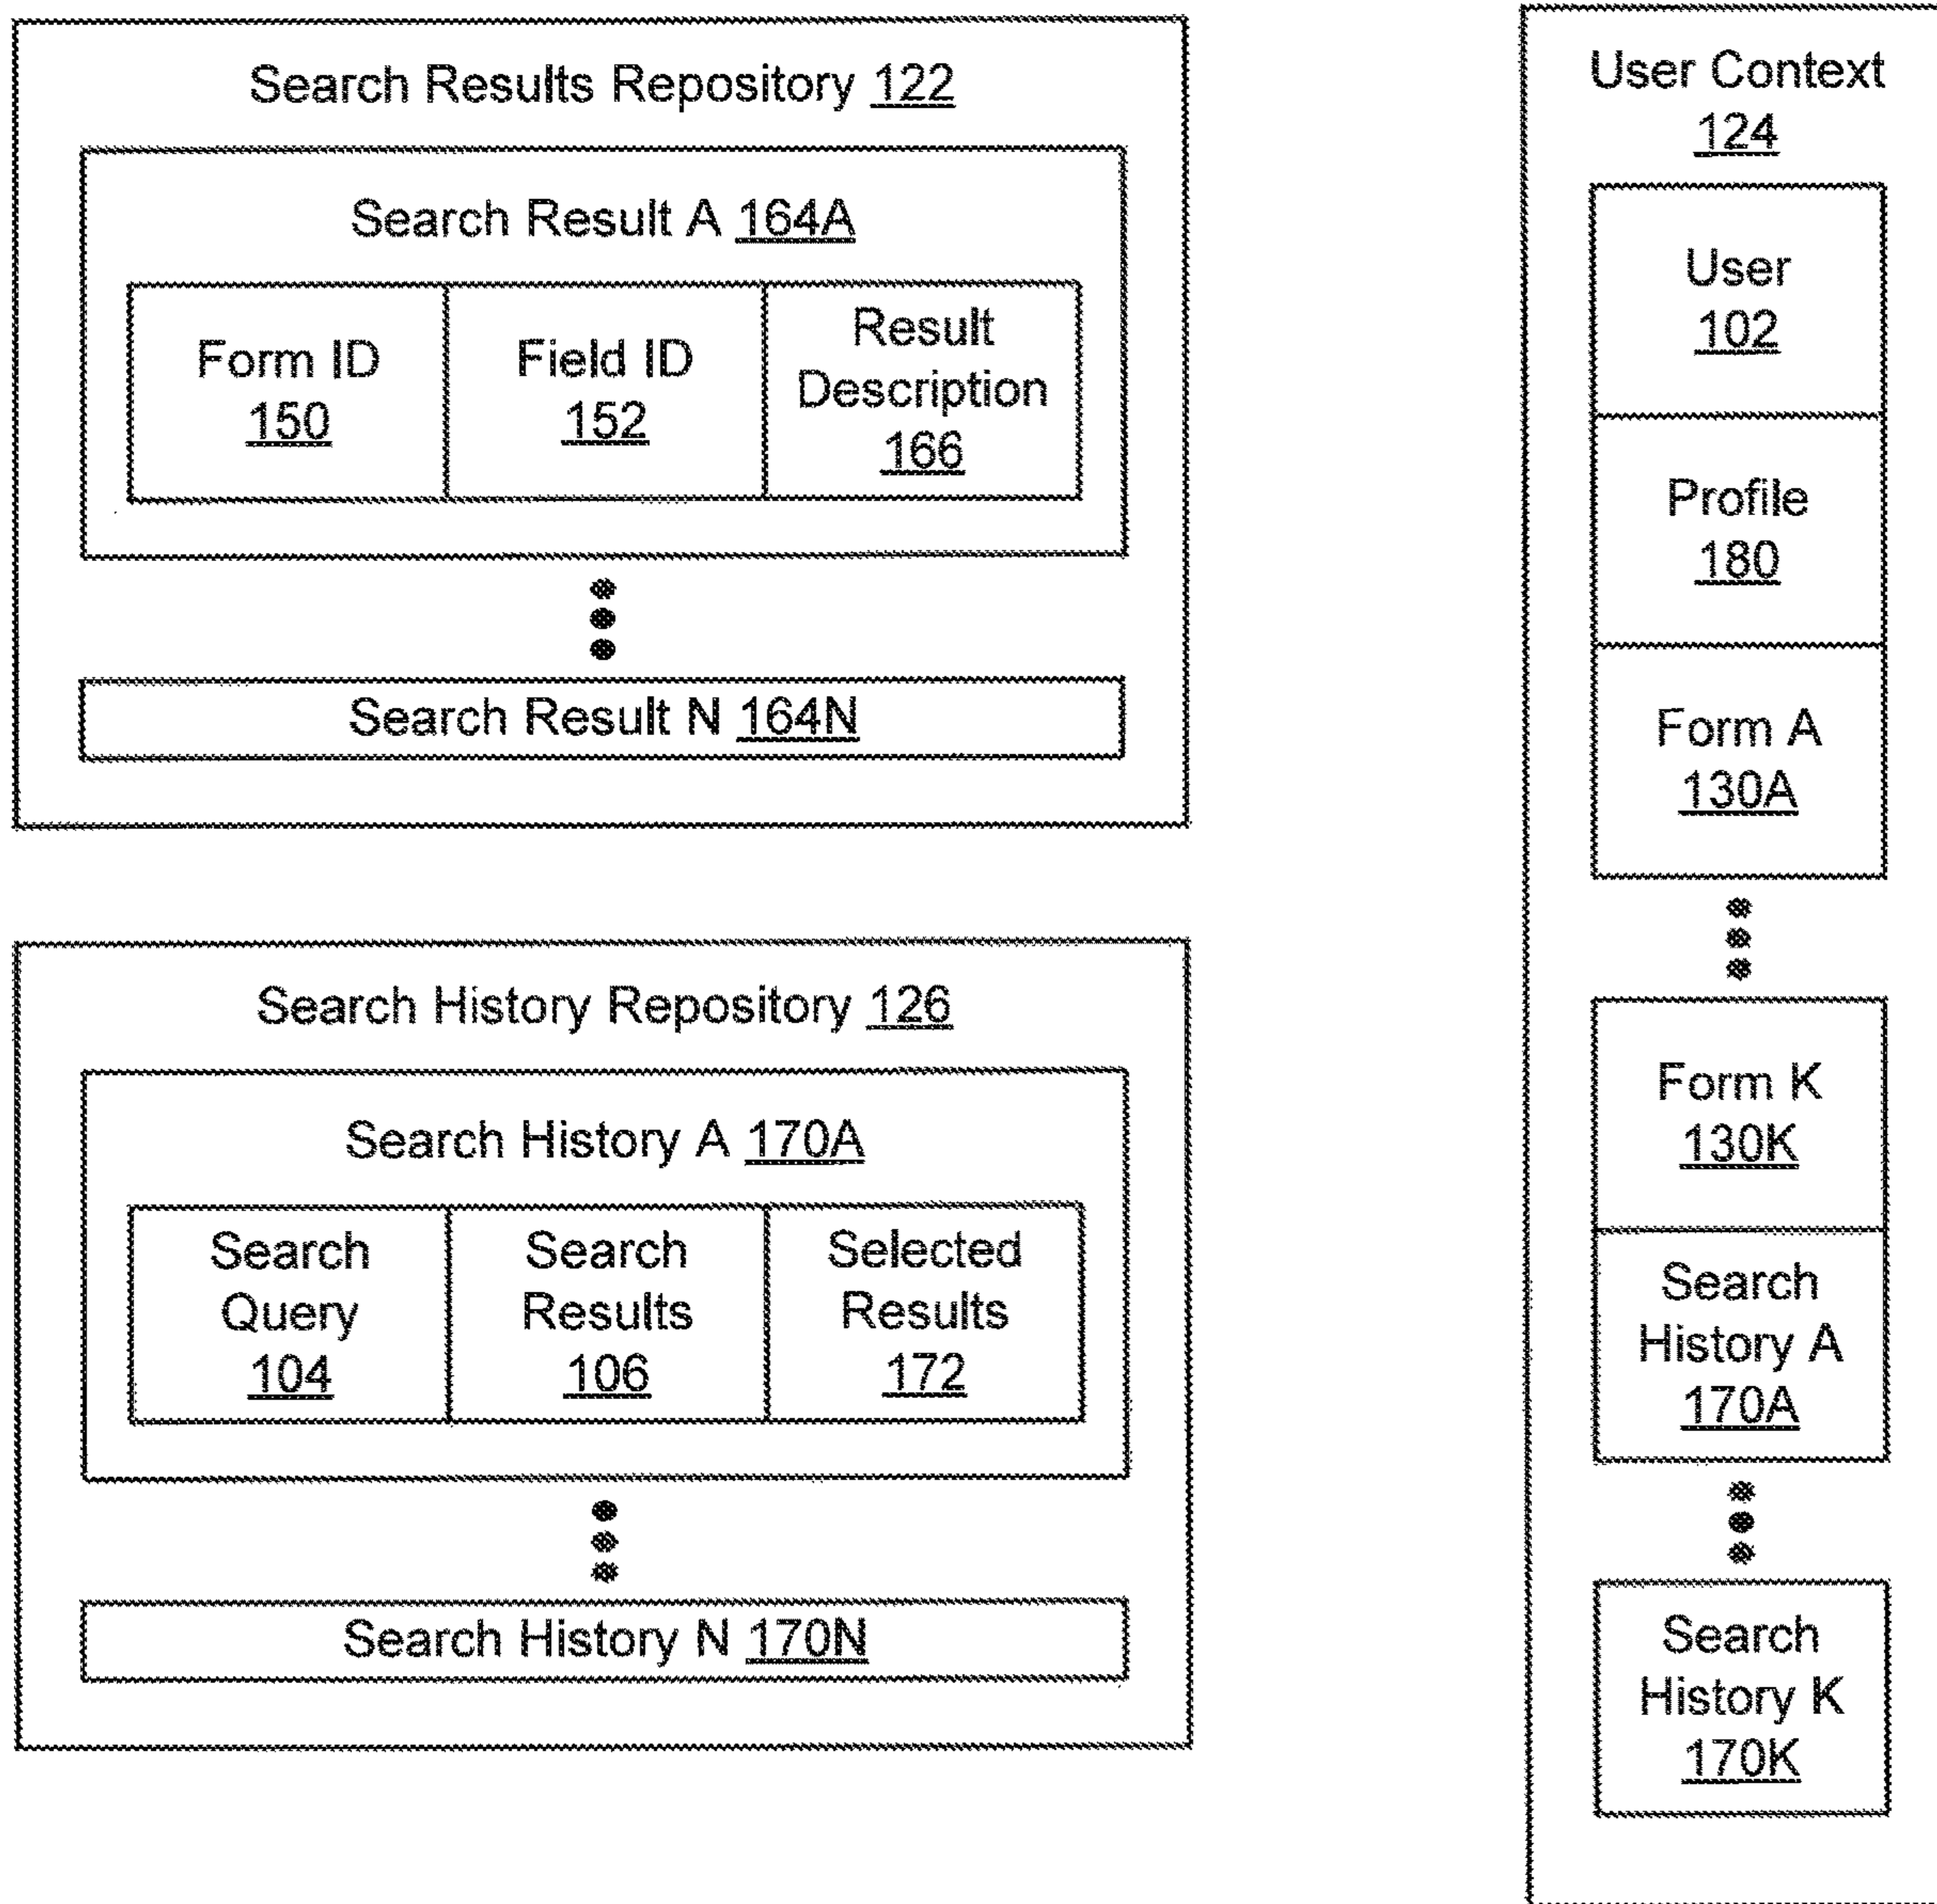 Search Results Repository 122
Search Result A 164A
Form ID
150
Field ID
152
Result
Description
166
Search Result N 164N
Search History Repository 126
Search History A 170A
Search
Query
104
Search
Results
106
Selected
Results
172
Search History N 170N
User Context
124
User
102
Profile
180
Form A
130A
Form K
130K
Search
History A
170A
Search
History K
170K